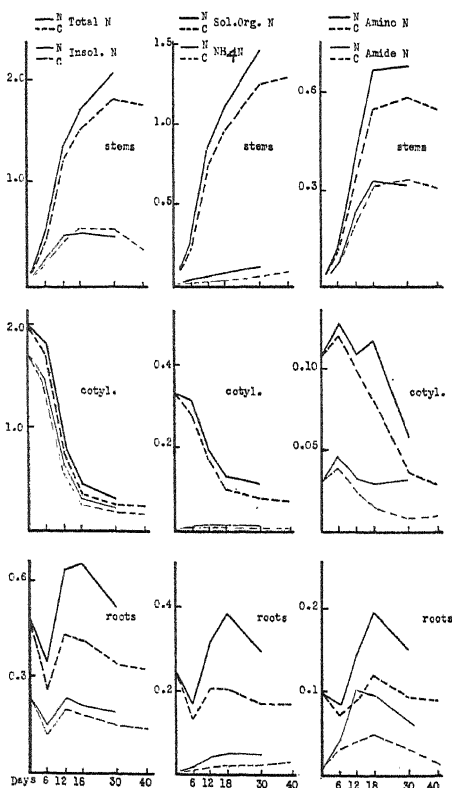 N Total N
C
N Insol. N
C
N Sol.Org. N
C
N NH4N
C
N Amino N
C
N Amide N
C
2.0
1.0
stems
1.5
1.0
0.5
stems
0.6
0.3
stems
2.0
1.0
cotyl.
0.4
0.2
cotyl.
0.10
0.05
cotyl.
0.6
0.3
roots
0.4
0.2
roots
0.2
0.1
roots
Days 6 12 18 30 40
6 12 18 30 40
6 12 18 30 40